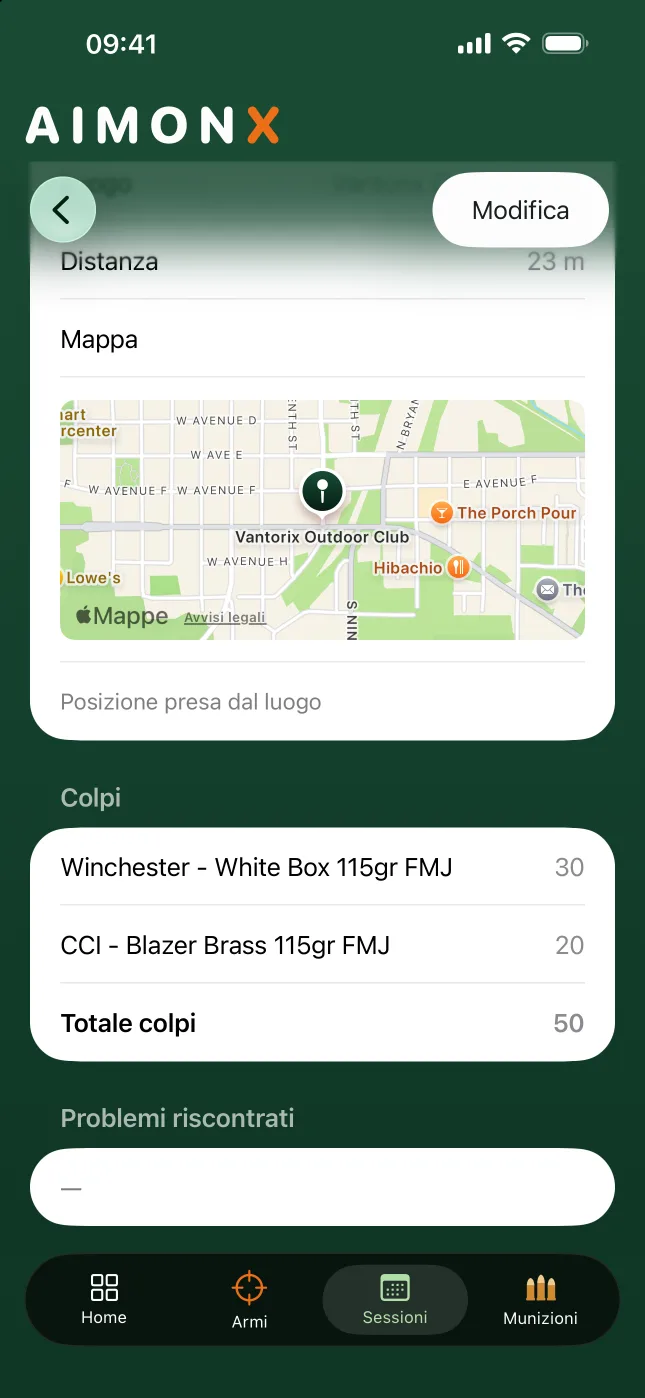 09:41
AIMONX
Modifica
Distanza 23 m
Mappa
W AVENUE D
W AVE E
W AVENUE F W AVENUE F
E AVENUE F
The Porch Pour
Vantorix Outdoor Club
W AVENUE H
Hibachio
Lowe's
Mappe Avvisi legali
Posizione presa dal luogo
Colpi
Winchester - White Box 115gr FMJ 30
CCI - Blazer Brass 115gr FMJ 20
Totale colpi 50
Problemi riscontrati
—
Home
Armi
Sessioni
Munizioni